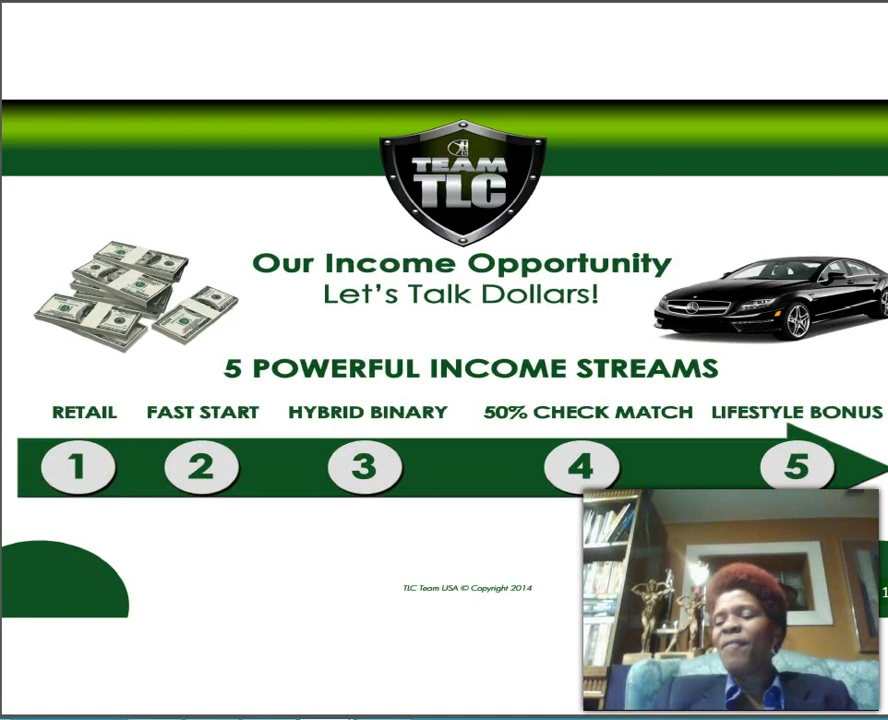 TEAM
TLC
Our Income Opportunity
Let's Talk Dollars!
5 POWERFUL INCOME STREAMS
RETAIL FAST START HYBRID BINARY 50% CHECK MATCH LIFESTYLE BONUS
1 2 3 4 5
TLC Team USA © Copyright 2014
1